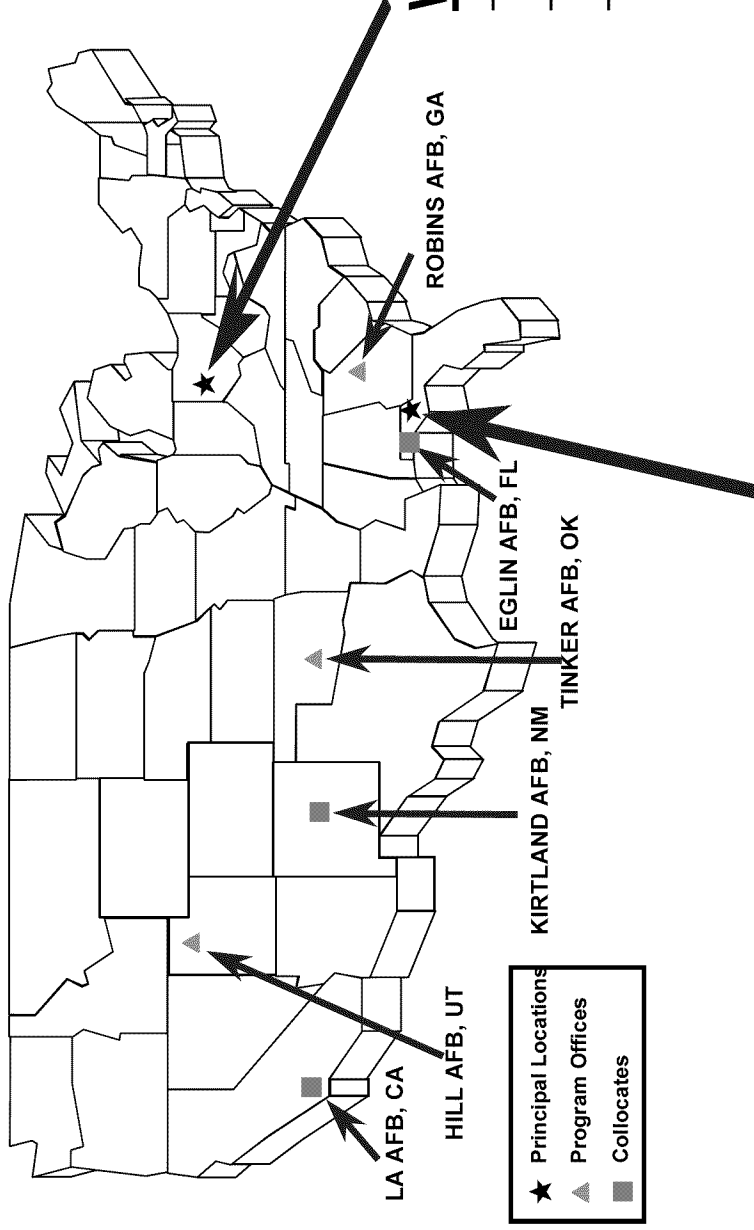 ROBINS AFB, GA
EGLIN AFB, FL
TINKER AFB, OK
KIRTLAND AFB, NM
HILL AFB, UT
LA AFB, CA
Principal Locations
Program Offices
Collocates